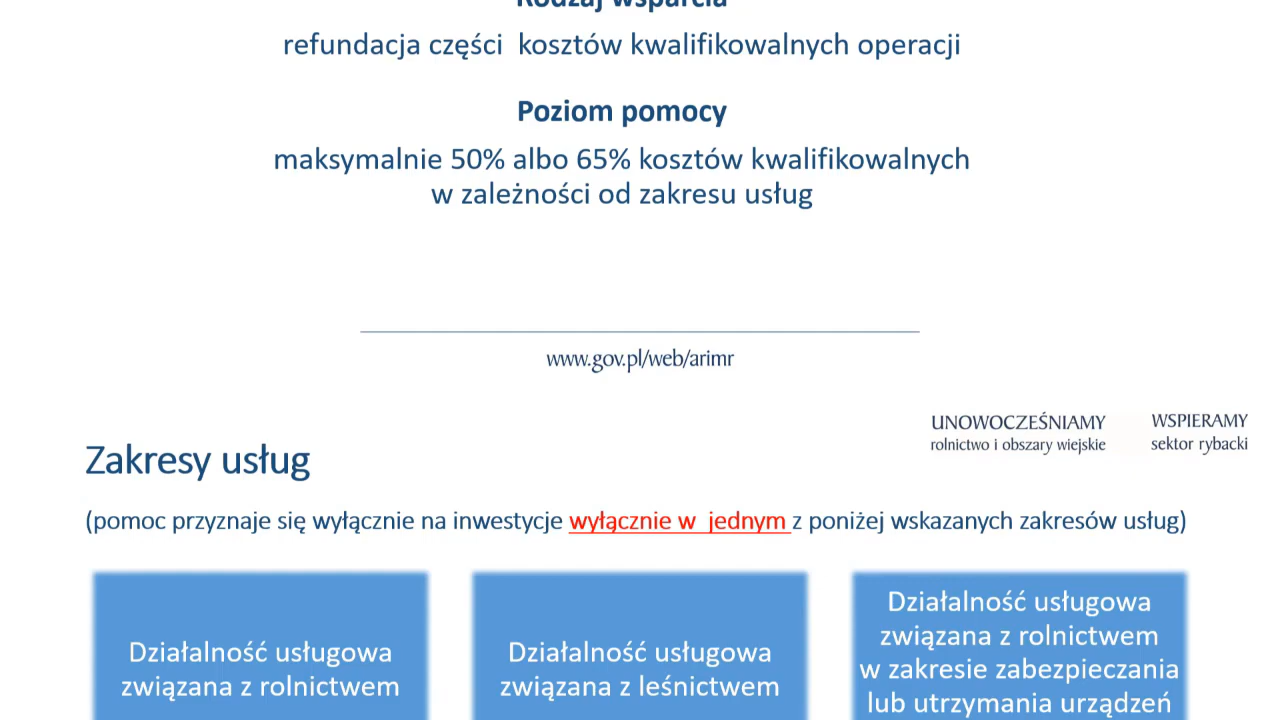 Rodzaj wsparcia
refundacja części kosztów kwalifikowalnych operacji
Poziom pomocy
maksymalnie 50% albo 65% kosztów kwalifikowalnych
w zależności od zakresu usług
www.gov.pl/web/arimr
UNOWOCZEŚNIAMY
rolnictwo i obszary wiejskie
WSPIERAMY
sektor rybacki
Zakresy usług
(pomoc przyznaje się wyłącznie na inwestycje wyłącznie w jednym z poniżej wskazanych zakresów usług)
Działalność usługowa
związana z rolnictwem
Działalność usługowa
związana z leśnictwem
Działalność usługowa
związana z rolnictwem
w zakresie zabezpieczania
lub utrzymania urządzeń